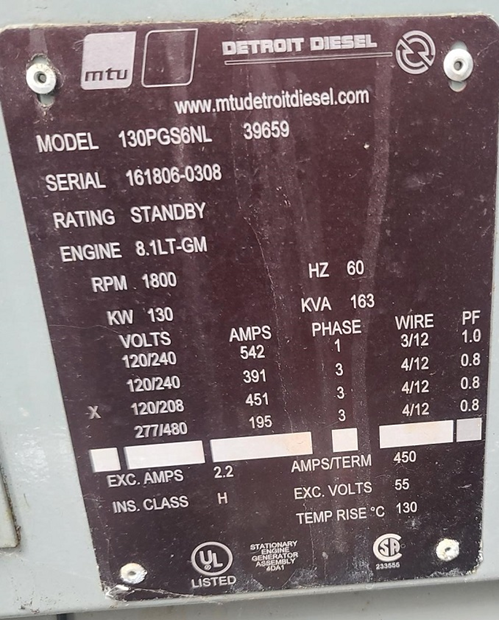 mtu DETROIT DIESEL
www.mtudetroitdiesel.com
MODEL 130PGS6NL 39659
SERIAL 161806-0308
RATING STANDBY
ENGINE 8.1LT-GM
RPM 1800 HZ 60
KW 130 KVA 163
VOLTS AMPS PHASE WIRE PF
120/240 542 1 3/12 1.0
120/240 391 3 4/12 0.8
X 120/208 451 3 4/12 0.8
277/480 195 3 4/12 0.8
EXC. AMPS 2.2 AMPS/TERM 450
INS. CLASS H EXC. VOLTS 55
TEMP RISE °C 130
UL
LISTED
STATIONARY
ENGINE
GENERATOR
ASSEMBLY
4DA1
SA
233555